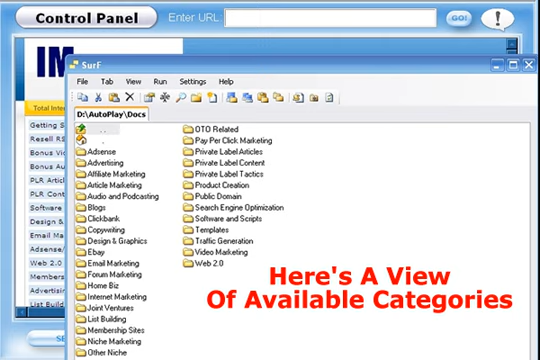 Control Panel
Enter URL
GO!
!
IM
SurF
File Tab View Run Settings Help
D:\AutoPlay\Docs
Total Inte
Getting S
Resell R
Bonus Vid
Bonus Au
PLR Artic
PLR Cont
Software
Design &
Email Ma
Adsense/
Web 2.0
Members
Advertisin
List Buildi
SE
. .
.
Adsense
Advertising
Affiliate Marketing
Article Marketing
Audio and Podcasting
Blogs
Clickbank
Copywriting
Design & Graphics
Ebay
Email Marketing
Forum Marketing
Home Biz
Internet Marketing
Joint Ventures
List Building
Membership Sites
Niche Marketing
Other Niche
OTO Related
Pay Per Click Marketing
Private Label Articles
Private Label Content
Private Label Tactics
Product Creation
Public Domain
Search Engine Optimization
Software and Scripts
Templates
Traffic Generation
Video Marketing
Web 2.0
Here's A View
Of Available Categories